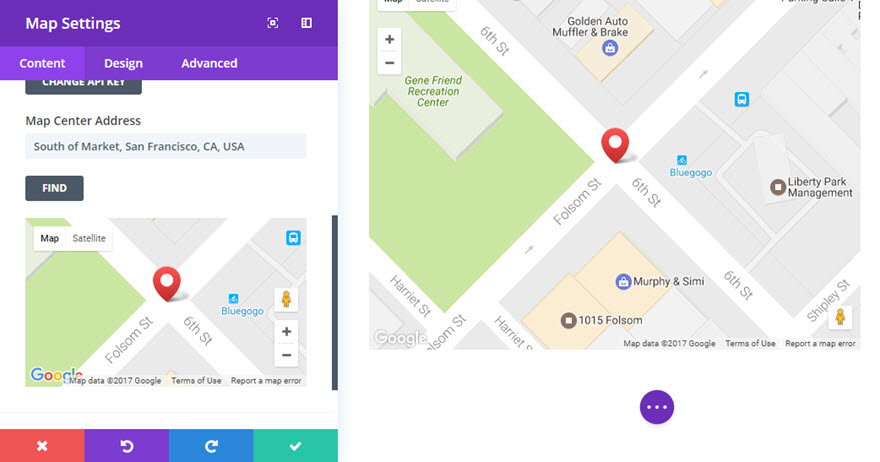 Map Settings
Content
Design
Advanced
CHANGE API KEY
Map Center Address
South of Market, San Francisco, CA, USA
FIND
Map
Satellite
Bluegogo
Folsom St
6th St
Google
Map data ©2017 Google
Terms of Use
Report a map error
Map
Satellite
6th St
Golden Auto
Muffler & Brake
Gene Friend
Recreation
Center
Bluegogo
Liberty Park
Management
Folsom St
6th St
Harriet St
Murphy & Simi
6th St
Shipley St
1015 Folsom
Harriet St
Google
Map data ©2017 Google
Terms of Use
Report a map error